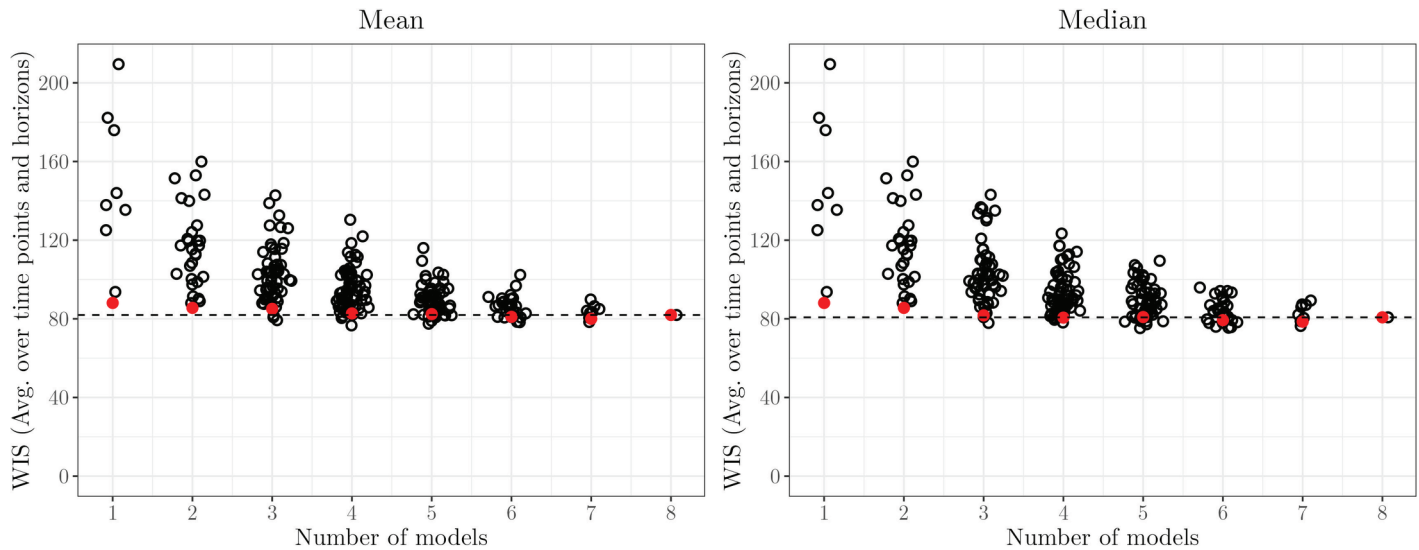 Mean
WIS (Avg. over time points and horizons)
200
160
120
80
40
0
1 2 3 4 5 6 7 8
Number of models
Median
WIS (Avg. over time points and horizons)
200
160
120
80
40
0
1 2 3 4 5 6 7 8
Number of models